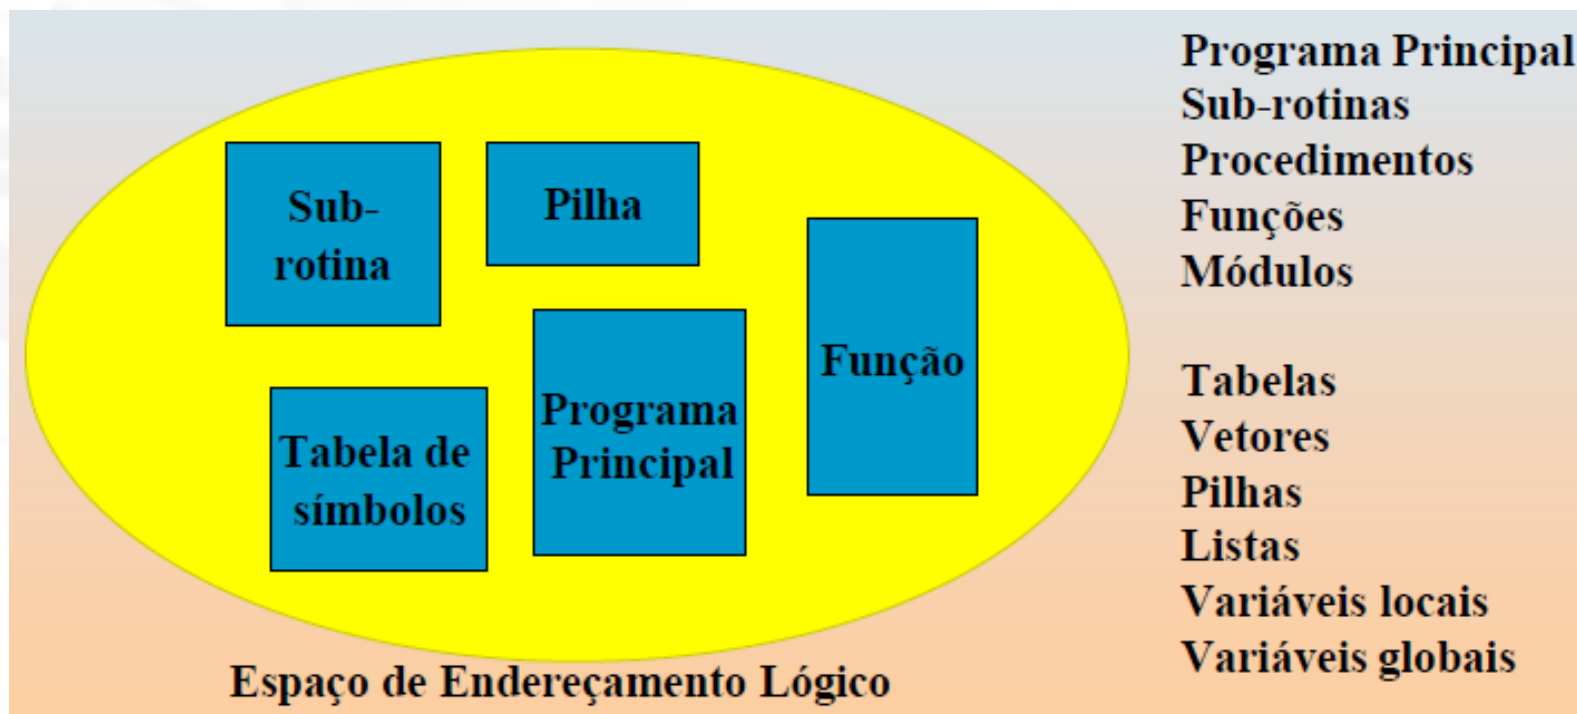 Sub-
rotina
Pilha
Função
Tabela de
símbolos
Programa
Principal
Espaço de Endereçamento Lógico
Programa Principal
Sub-rotinas
Procedimentos
Funções
Módulos
Tabelas
Vetores
Pilhas
Listas
Variáveis locais
Variáveis globais